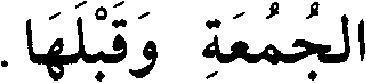 الجُمُعَةِ وَقَبْلَهَا .